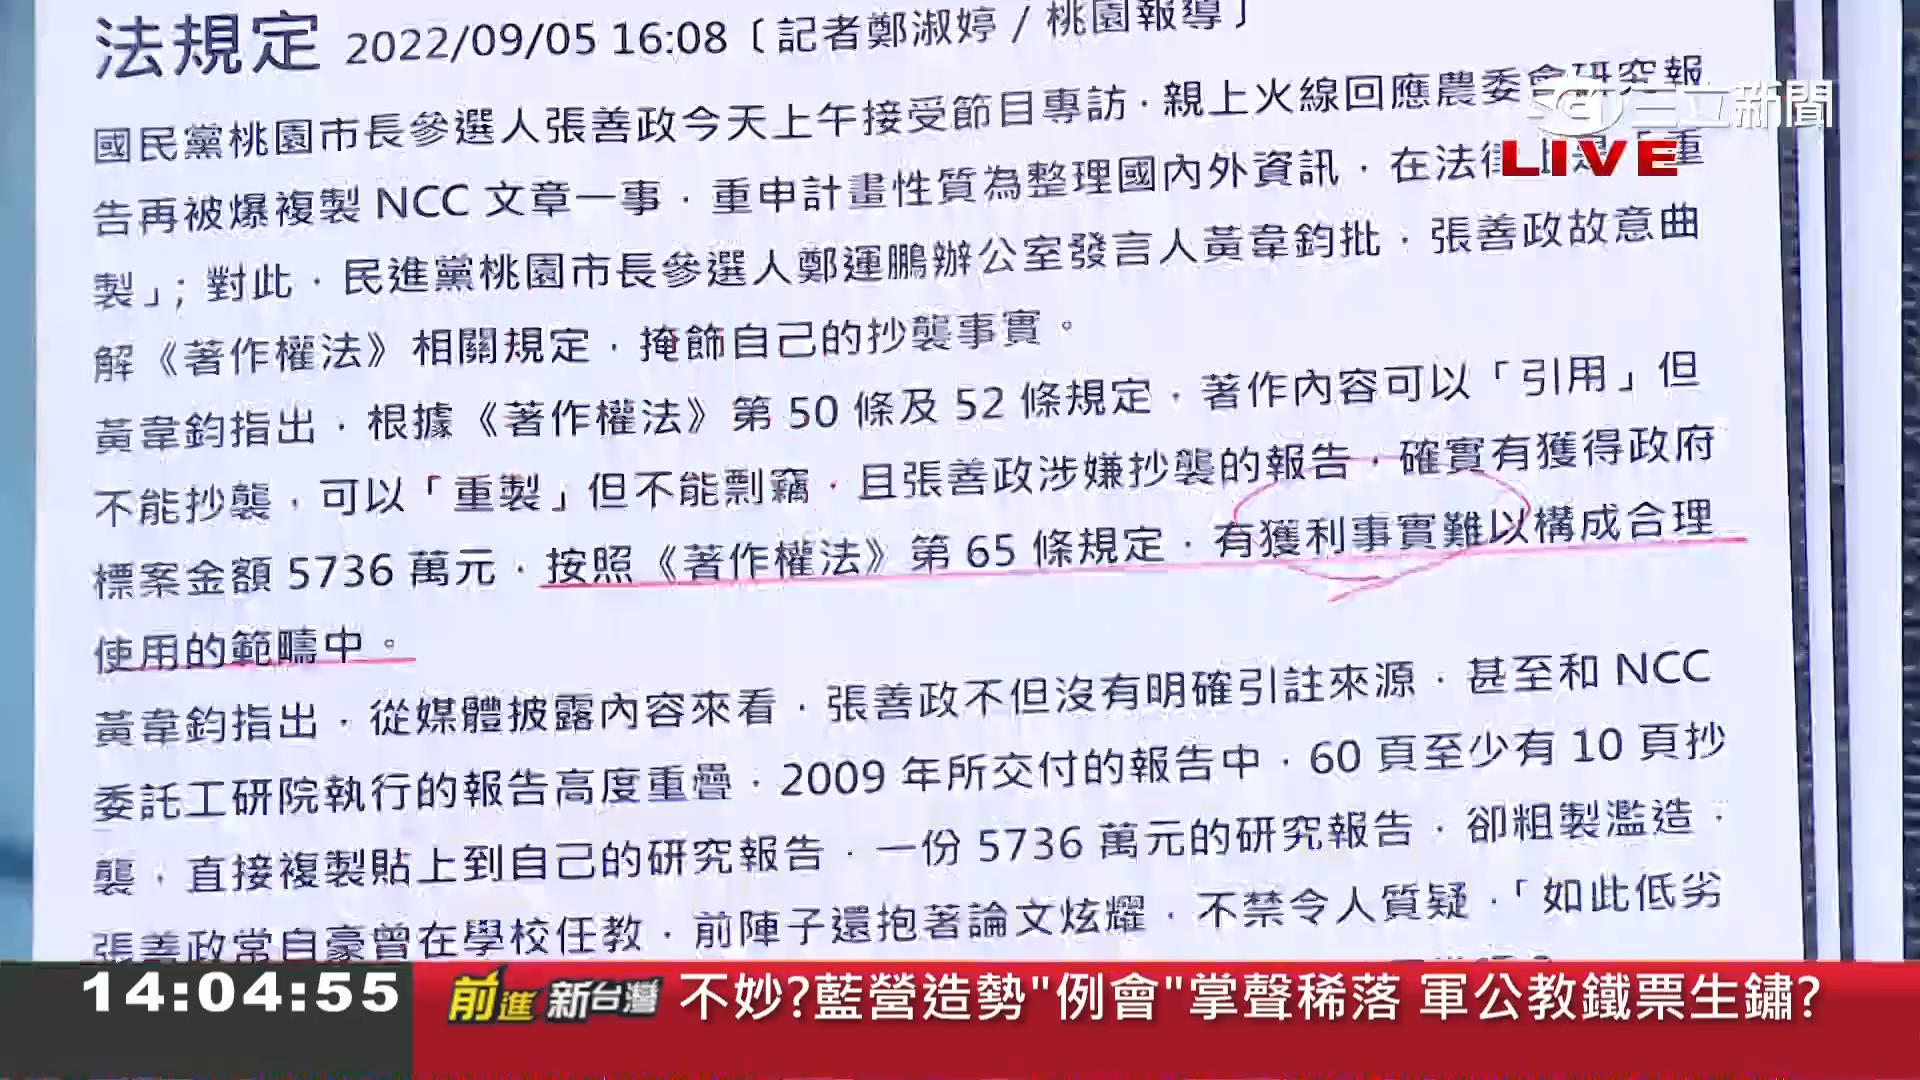 法規定 2022/09/05 16:08〔記者鄭淑婷/桃園報導〕
國民黨桃園市長參選人張善政今天上午接受節目專訪，親上火線回應農委會研究報
告再被爆複製 NCC 文章一事，重申計畫性質為整理國內外資訊，在法律上是「重
製」; 對此，民進黨桃園市長參選人鄭運鵬辦公室發言人黃韋鈞批，張善政故意曲
解《著作權法》相關規定，掩飾自己的抄襲事實。
黃韋鈞指出，根據《著作權法》第 50 條及 52 條規定，著作內容可以「引用」但
不能抄襲，可以「重製」但不能剽竊，且張善政涉嫌抄襲的報告，確實有獲得政府
標案金額 5736 萬元，按照《著作權法》第 65 條規定，有獲利事實難以構成合理
使用的範疇中。
黃韋鈞指出，從媒體披露內容來看，張善政不但沒有明確引註來源，甚至和 NCC
委託工研院執行的報告高度重疊，2009 年所交付的報告中，60 頁至少有 10 頁抄
襲，直接複製貼上到自己的研究報告，一份 5736 萬元的研究報告，卻粗製濫造，
張善政常自豪曾在學校任教，前陣子還抱著論文炫耀，不禁令人質疑，「如此低劣
三立新聞
LIVE
14:04:55
前進新台灣
不妙?藍營造勢"例會"掌聲稀落 軍公教鐵票生鏽?